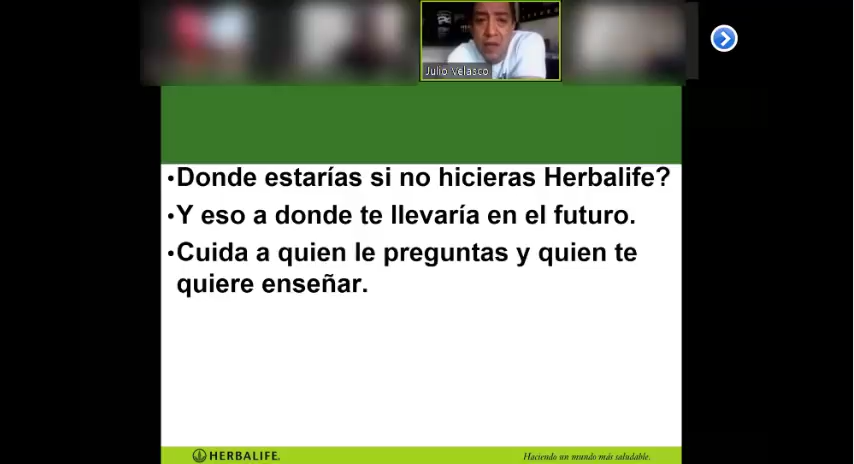 Julio Velasco
•Donde estarías si no hicieras Herbalife?
•Y eso a donde te llevaría en el futuro.
•Cuida a quien le preguntas y quien te
quiere enseñar.
HERBALIFE.
Haciendo un mundo más saludable.